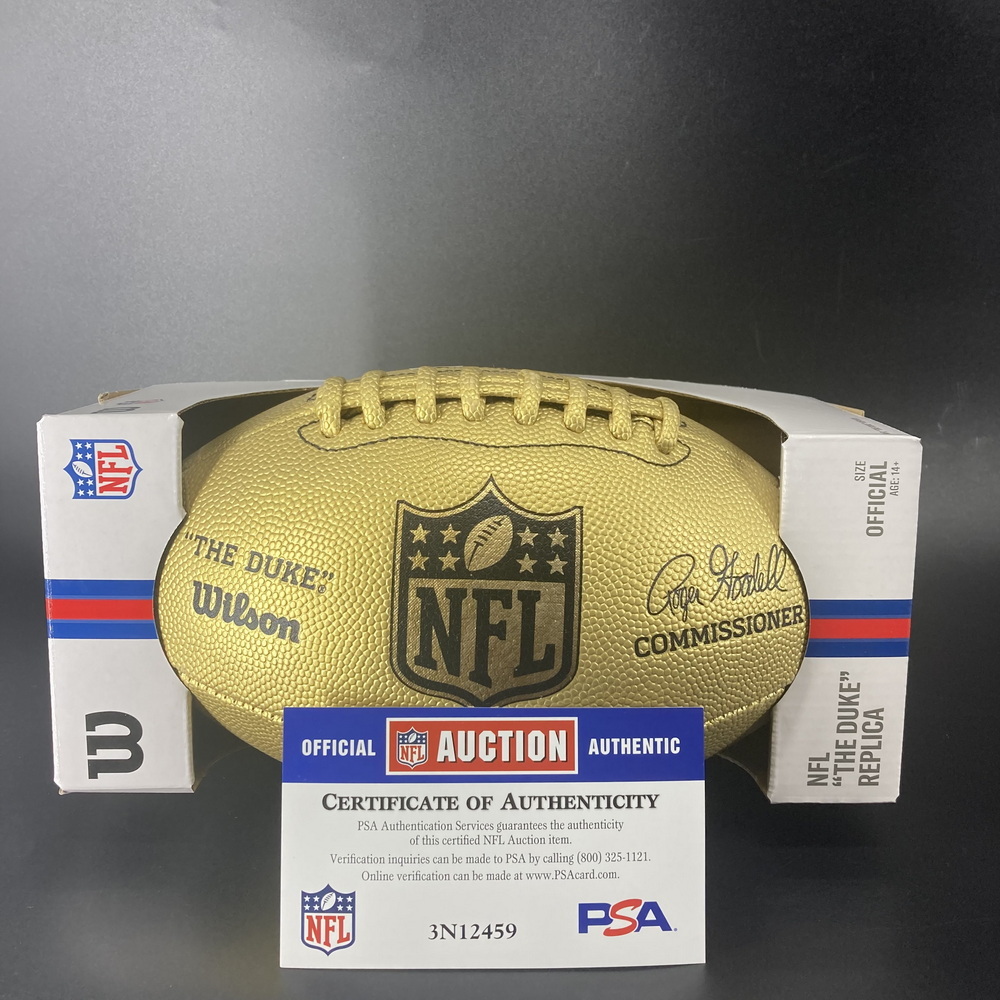 NFL
"THE DUKE"®
Wilson
NFL
Roger Goodell
COMMISSIONER
SIZE
OFFICIAL
AGE: 14+
NFL
"THE DUKE"
REPLICA
W
OFFICIAL NFL AUCTION AUTHENTIC
CERTIFICATE OF AUTHENTICITY
PSA Authentication Services guarantees the authenticity
of this certified NFL Auction item.
Verification inquiries can be made to PSA by calling (800) 325-1121.
Online verification can be made at www.PSAcard.com.
NFL
3N12459
PSA